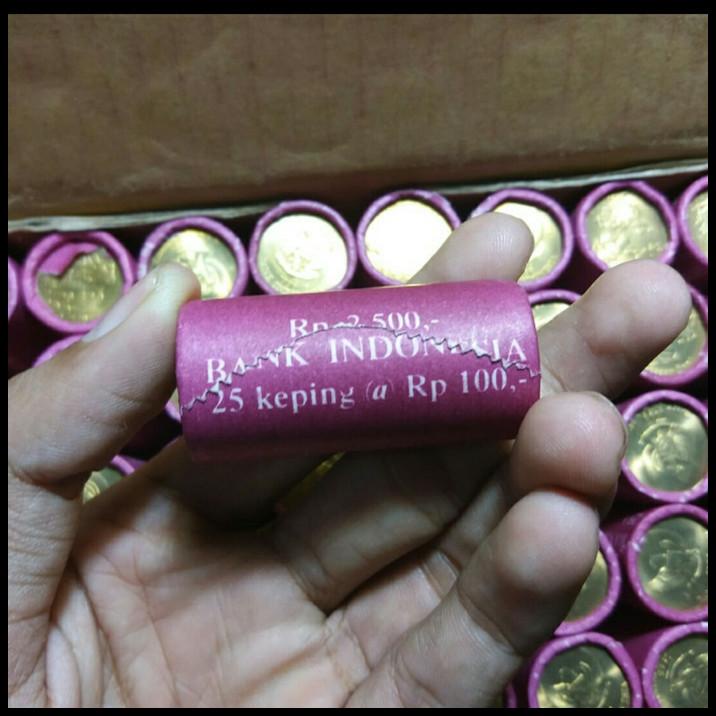 Rp 2.500,-
BANK INDONESIA
25 keping @ Rp 100,-